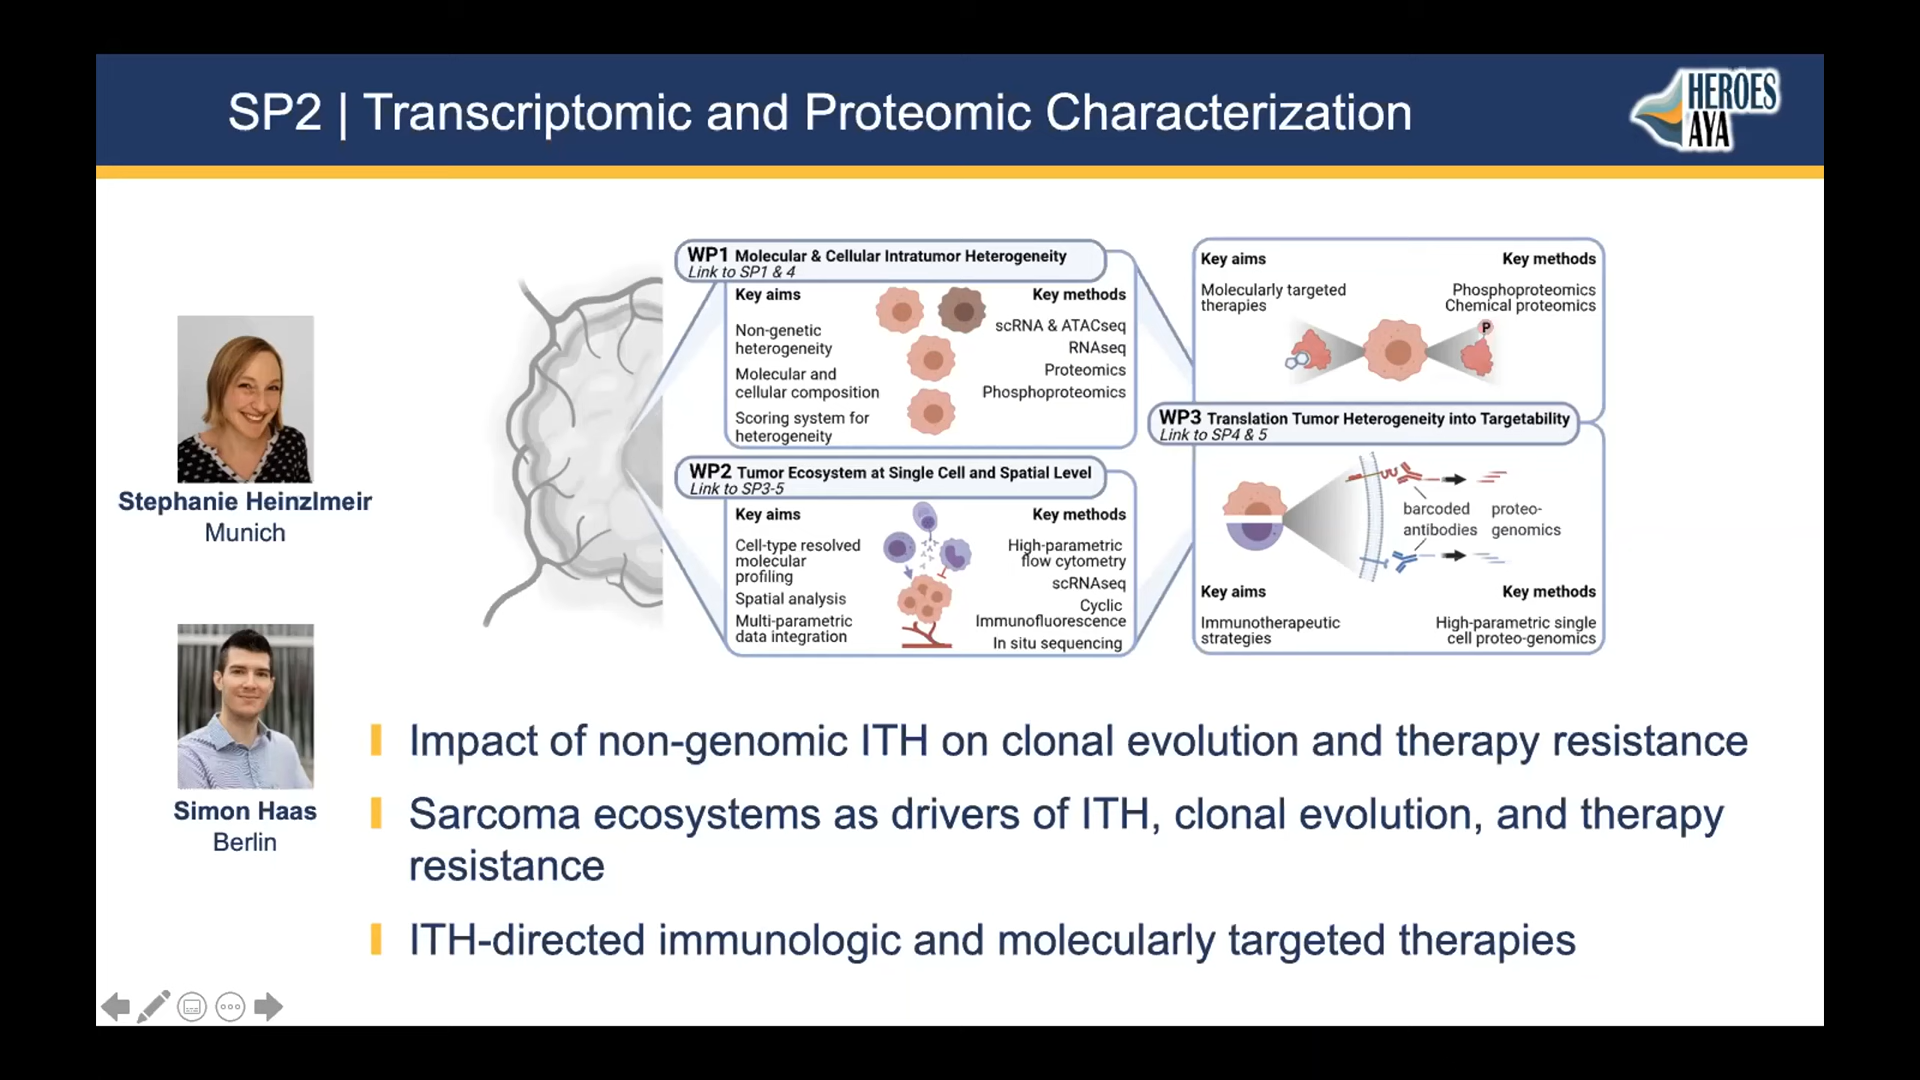 SP2 | Transcriptomic and Proteomic Characterization
HEROES
AYA
Stephanie Heinzlmeir
Munich
Simon Haas
Berlin
WP1 Molecular & Cellular Intratumor Heterogeneity
Link to SP1 & 4
Key aims
Non-genetic
heterogeneity
Molecular and
cellular composition
Scoring system for
heterogeneity
Key methods
scRNA & ATACseq
RNAseq
Proteomics
Phosphoproteomics
WP2 Tumor Ecosystem at Single Cell and Spatial Level
Link to SP3-5
Key aims
Cell-type resolved
molecular
profiling
Spatial analysis
Multi-parametric
data integration
Key methods
High-parametric
flow cytometry
scRNAseq
Cyclic
Immunofluorescence
In situ sequencing
Key aims
Molecularly targeted
therapies
Key methods
Phosphoproteomics
Chemical proteomics
P
WP3 Translation Tumor Heterogeneity into Targetability
Link to SP4 & 5
barcoded
antibodies
proteo-
genomics
Key aims
Immunotherapeutic
strategies
Key methods
High-parametric single
cell proteo-genomics
Impact of non-genomic ITH on clonal evolution and therapy resistance
Sarcoma ecosystems as drivers of ITH, clonal evolution, and therapy
resistance
ITH-directed immunologic and molecularly targeted therapies